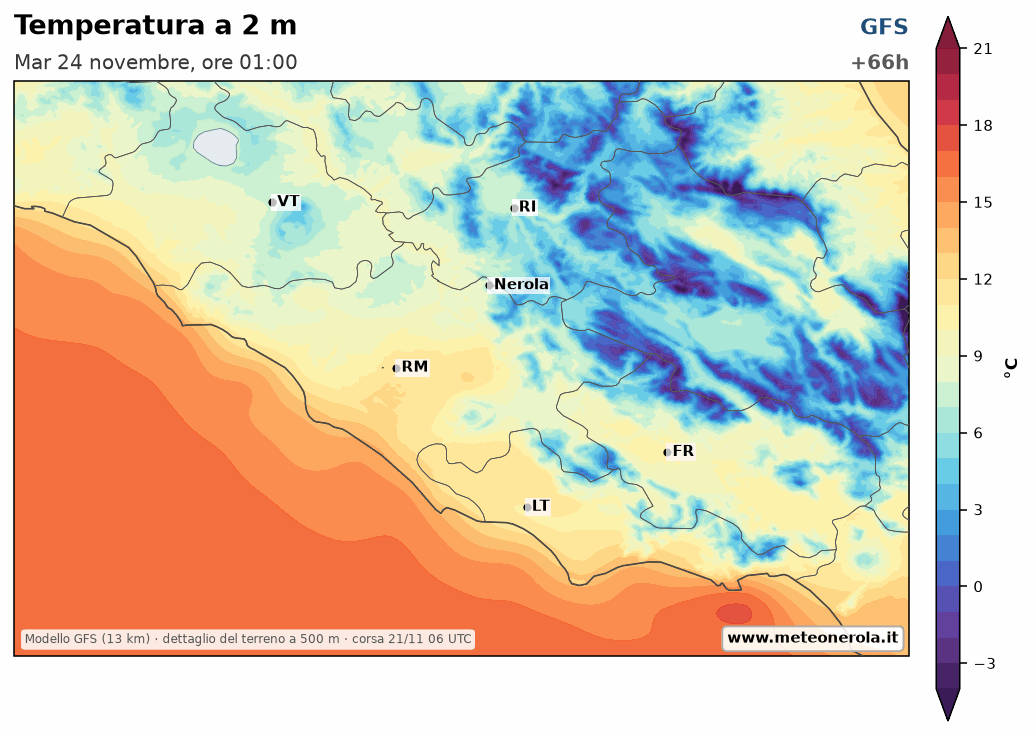 Temperatura a 2 m
GFS
Mar 24 novembre, ore 01:00
+66h
VT
RI
Nerola
RM
FR
LT
Modello GFS (13 km) · dettaglio del terreno a 500 m · corsa 21/11 06 UTC
www.meteonerola.it
21
18
15
12
9
6
3
0
−3
°C